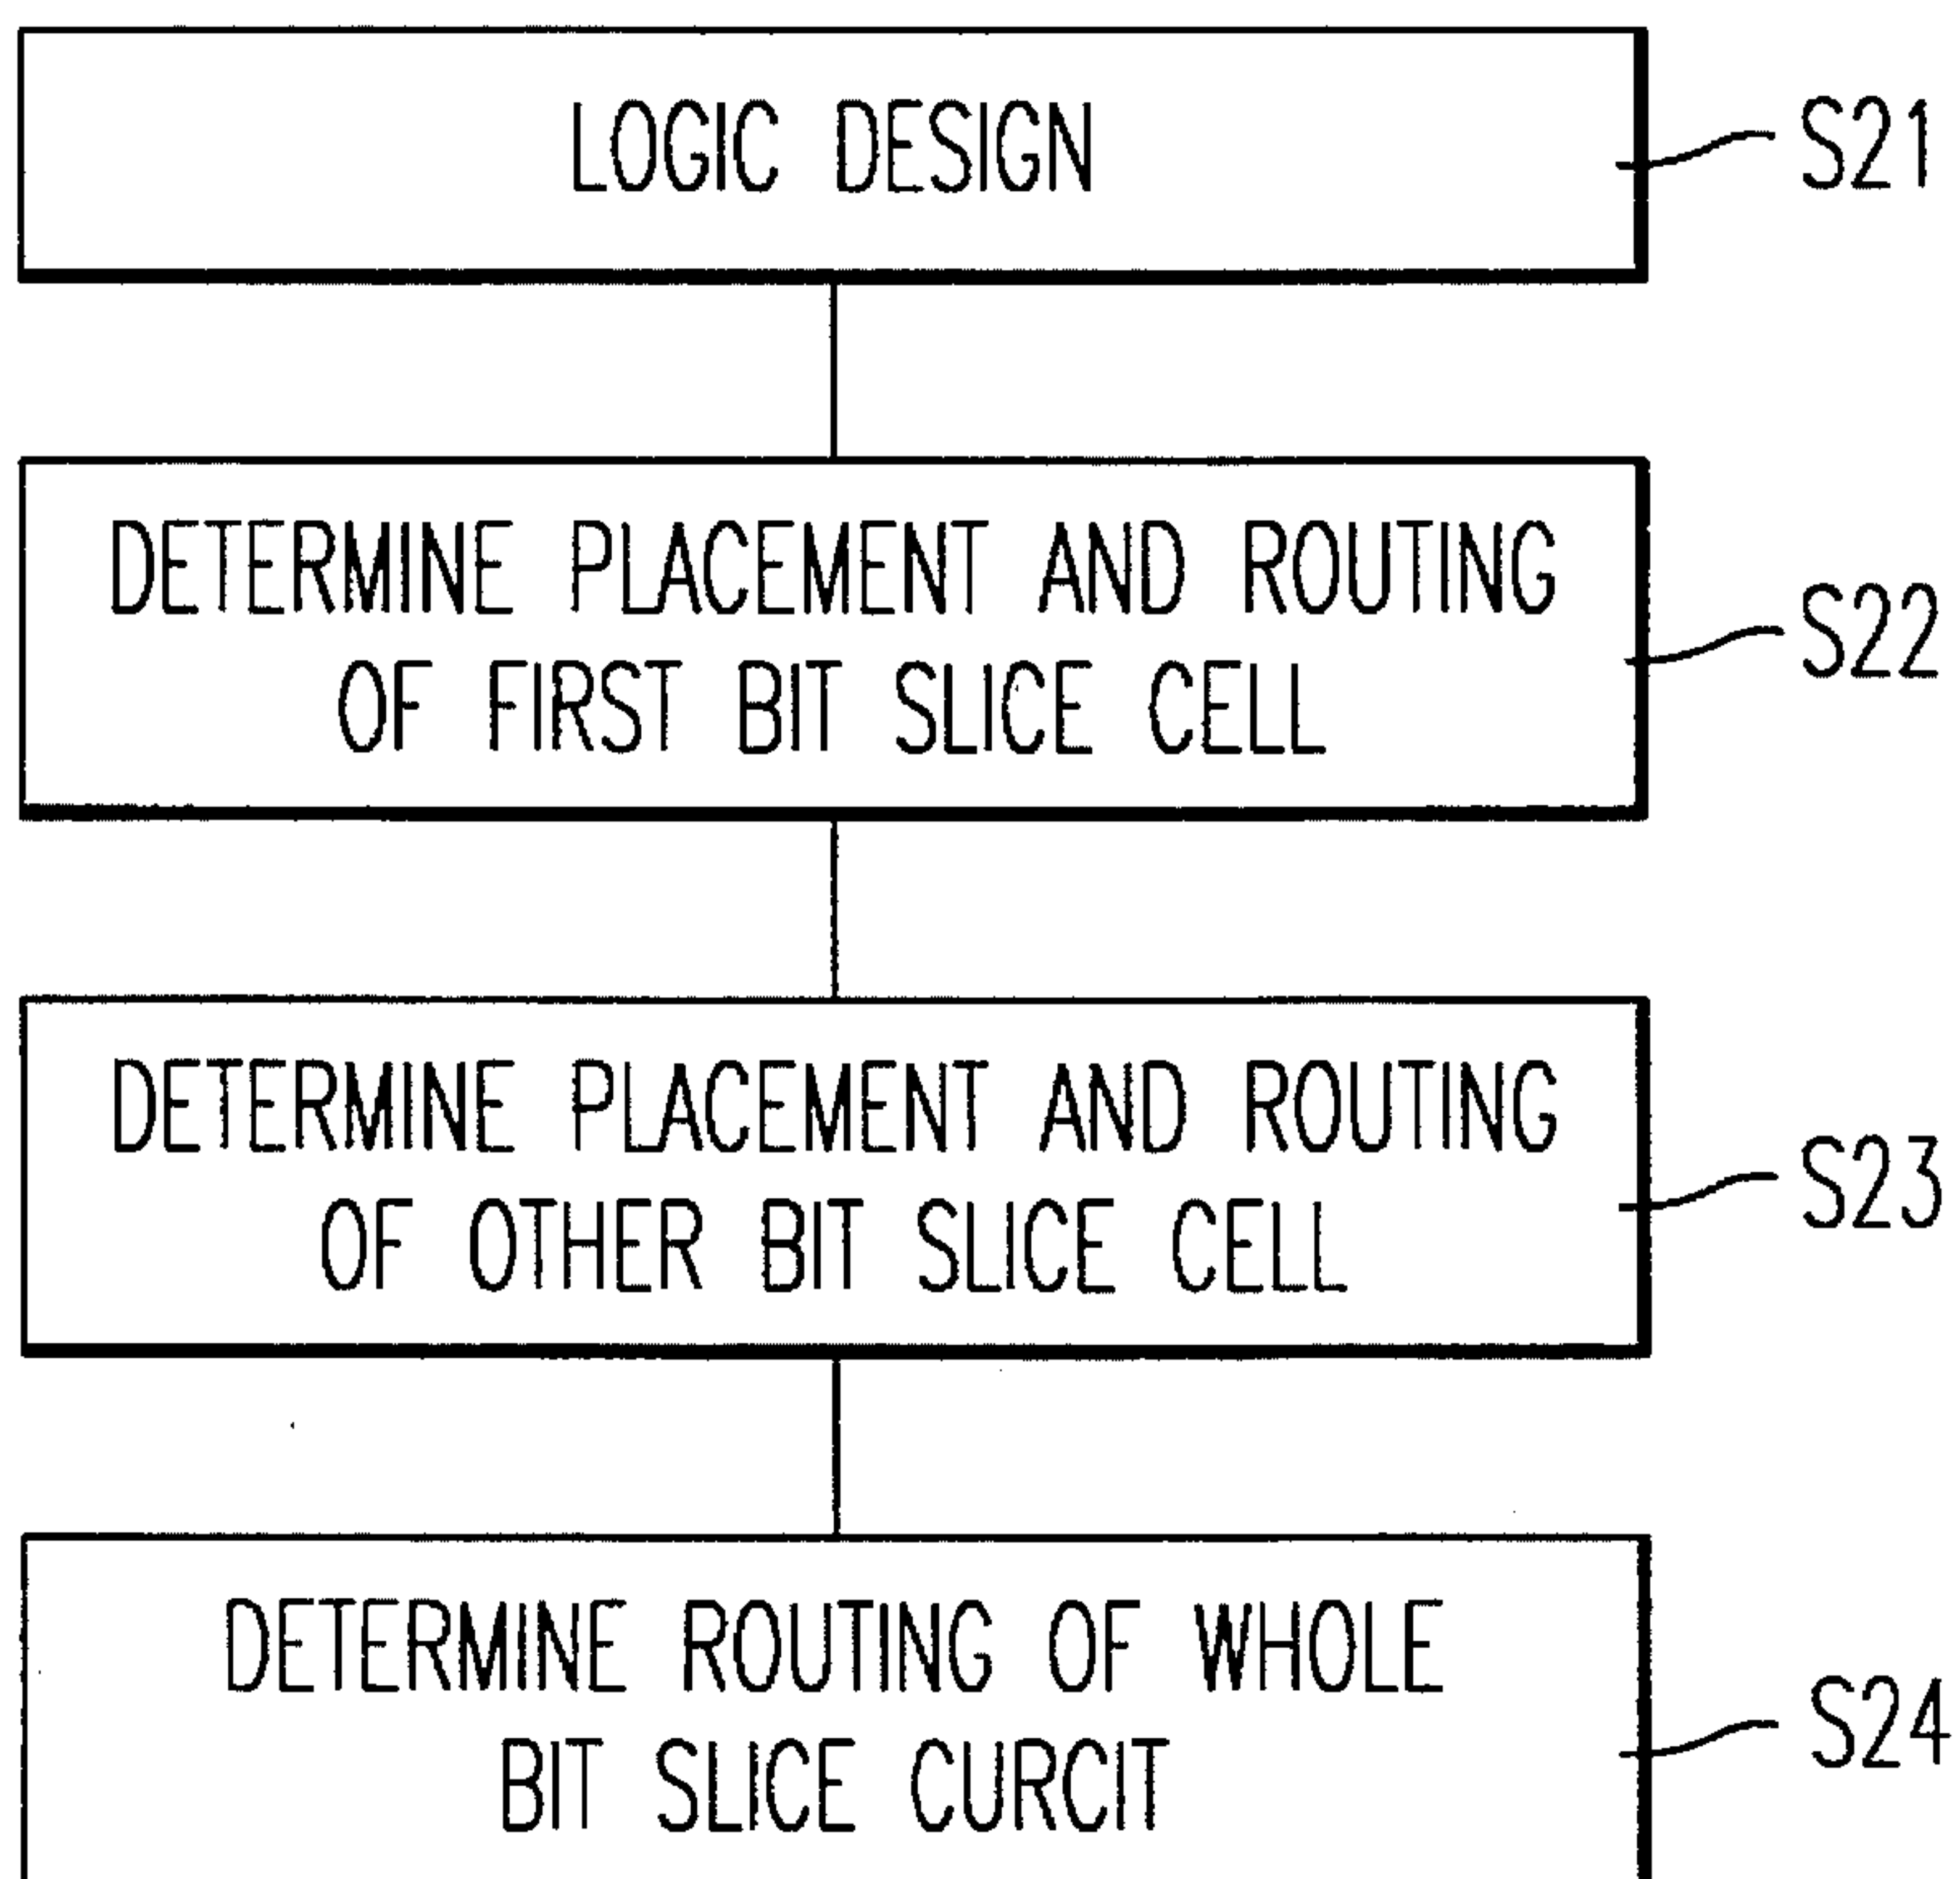 LOGIC DESIGN
S21
DETERMINE PLACEMENT AND ROUTING
OF FIRST BIT SLICE CELL
S22
DETERMINE PLACEMENT AND ROUTING
OF OTHER BIT SLICE CELL
S23
DETERMINE ROUTING OF WHOLE
BIT SLICE CURCIT
S24